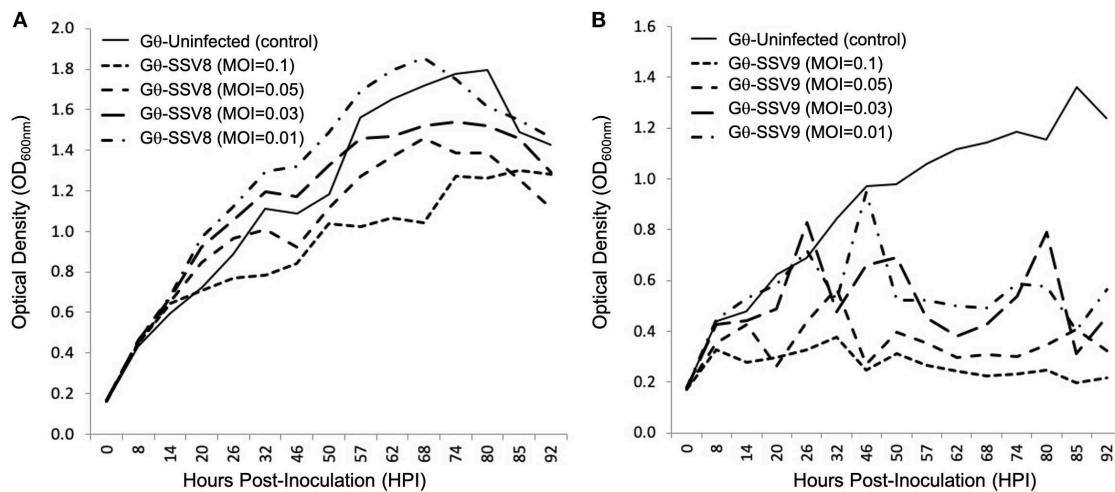 A
Optical Density (OD600nm)
2.0
1.8
1.6
1.4
1.2
1.0
0.8
0.6
0.4
0.2
0.0
Gθ-Uninfected (control)
Gθ-SSV8 (MOI=0.1)
Gθ-SSV8 (MOI=0.05)
Gθ-SSV8 (MOI=0.03)
Gθ-SSV8 (MOI=0.01)
0 8 14 20 26 32 46 50 57 62 68 74 80 85 92
Hours Post-Inoculation (HPI)
B
Optical Density (OD600nm)
1.6
1.4
1.2
1.0
0.8
0.6
0.4
0.2
0.0
Gθ-Uninfected (control)
Gθ-SSV9 (MOI=0.1)
Gθ-SSV9 (MOI=0.05)
Gθ-SSV9 (MOI=0.03)
Gθ-SSV9 (MOI=0.01)
0 8 14 20 26 32 46 50 57 62 68 74 80 85 92
Hours Post-Inoculation (HPI)